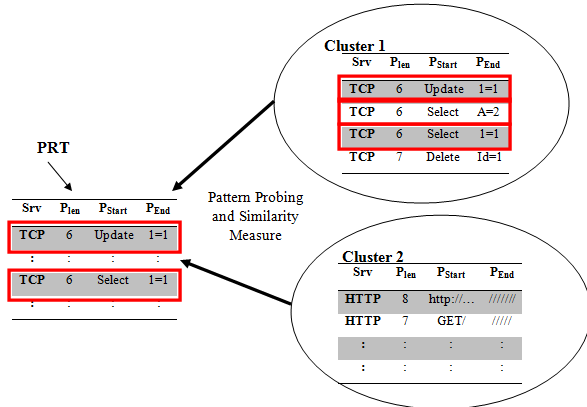 Cluster 1
Srv Plen PStart PEnd
TCP 6 Update 1=1
TCP 6 Select A=2
TCP 6 Select 1=1
TCP 7 Delete Id=1
PRT
Srv Plen PStart PEnd
TCP 6 Update 1=1
: : : :
TCP 6 Select 1=1
: : : :
Pattern Probing
and Similarity
Measure
Cluster 2
Srv Plen PStart PEnd
HTTP 8 http://... ///////
HTTP 7 GET/ /////
: : : :
: : : :